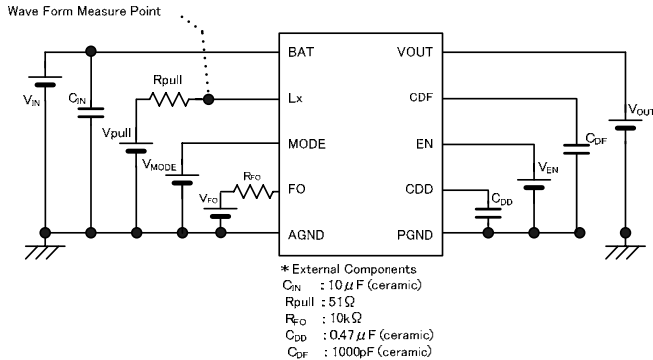 Wave Form Measure Point
BAT
VOUT
Rpull
Lx
CDF
VIN
CIN
Vpull
VOUT
MODE
EN
CDF
VMODE
RFO
VEN
VFO
FO
CDD
CDD
AGND
PGND
* External Components
CIN : 10μF (ceramic)
Rpull : 51Ω
RFO : 10kΩ
CDD : 0.47μF (ceramic)
CDF : 1000pF (ceramic)